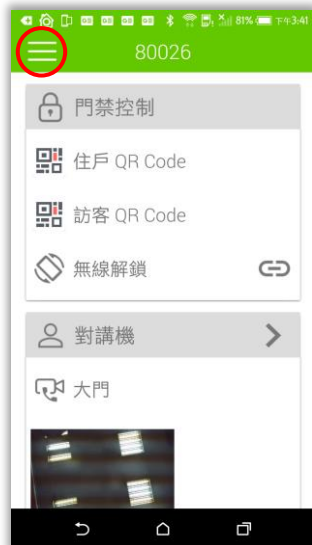 81% 下午3:41
80026
門禁控制
住戶 QR Code
訪客 QR Code
無線解鎖
對講機
大門